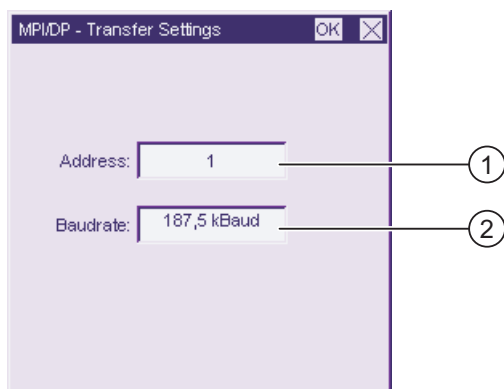 MPI/DP - Transfer Settings OK
Address: 1 ①
Baudrate: 187,5 kBaud ②